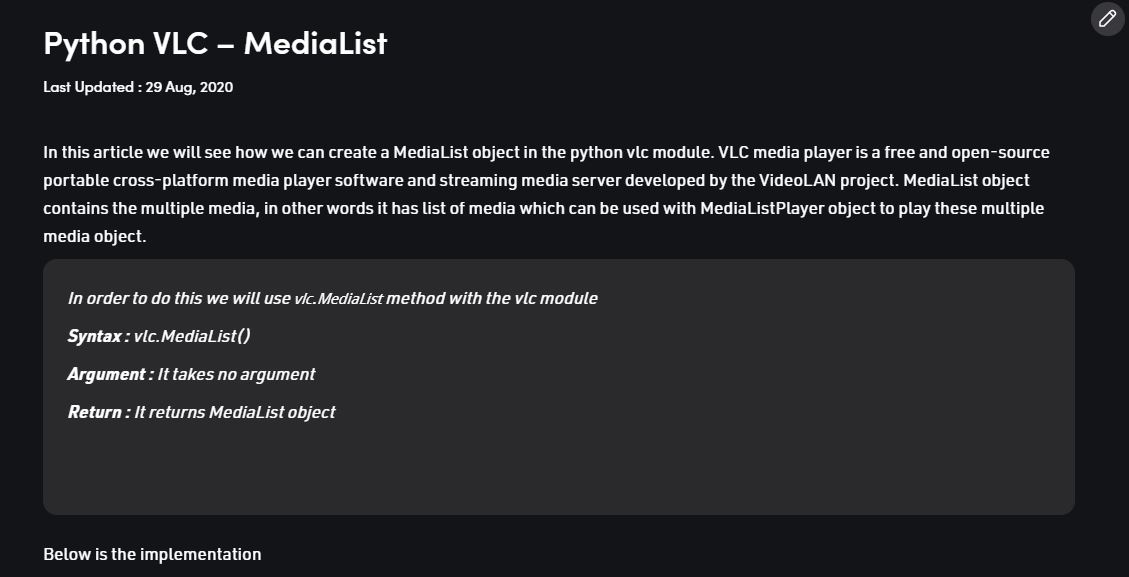 Python VLC – MediaList
Last Updated : 29 Aug, 2020
In this article we will see how we can create a MediaList object in the python vlc module. VLC media player is a free and open-source
portable cross-platform media player software and streaming media server developed by the VideoLAN project. MediaList object
contains the multiple media, in other words it has list of media which can be used with MediaListPlayer object to play these multiple
media object.
In order to do this we will use vlc.MediaList method with the vlc module
Syntax : vlc.MediaList()
Argument : It takes no argument
Return : It returns MediaList object
Below is the implementation